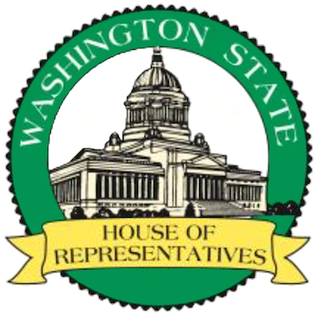 WASHINGTON STATE
HOUSE OF
REPRESENTATIVES